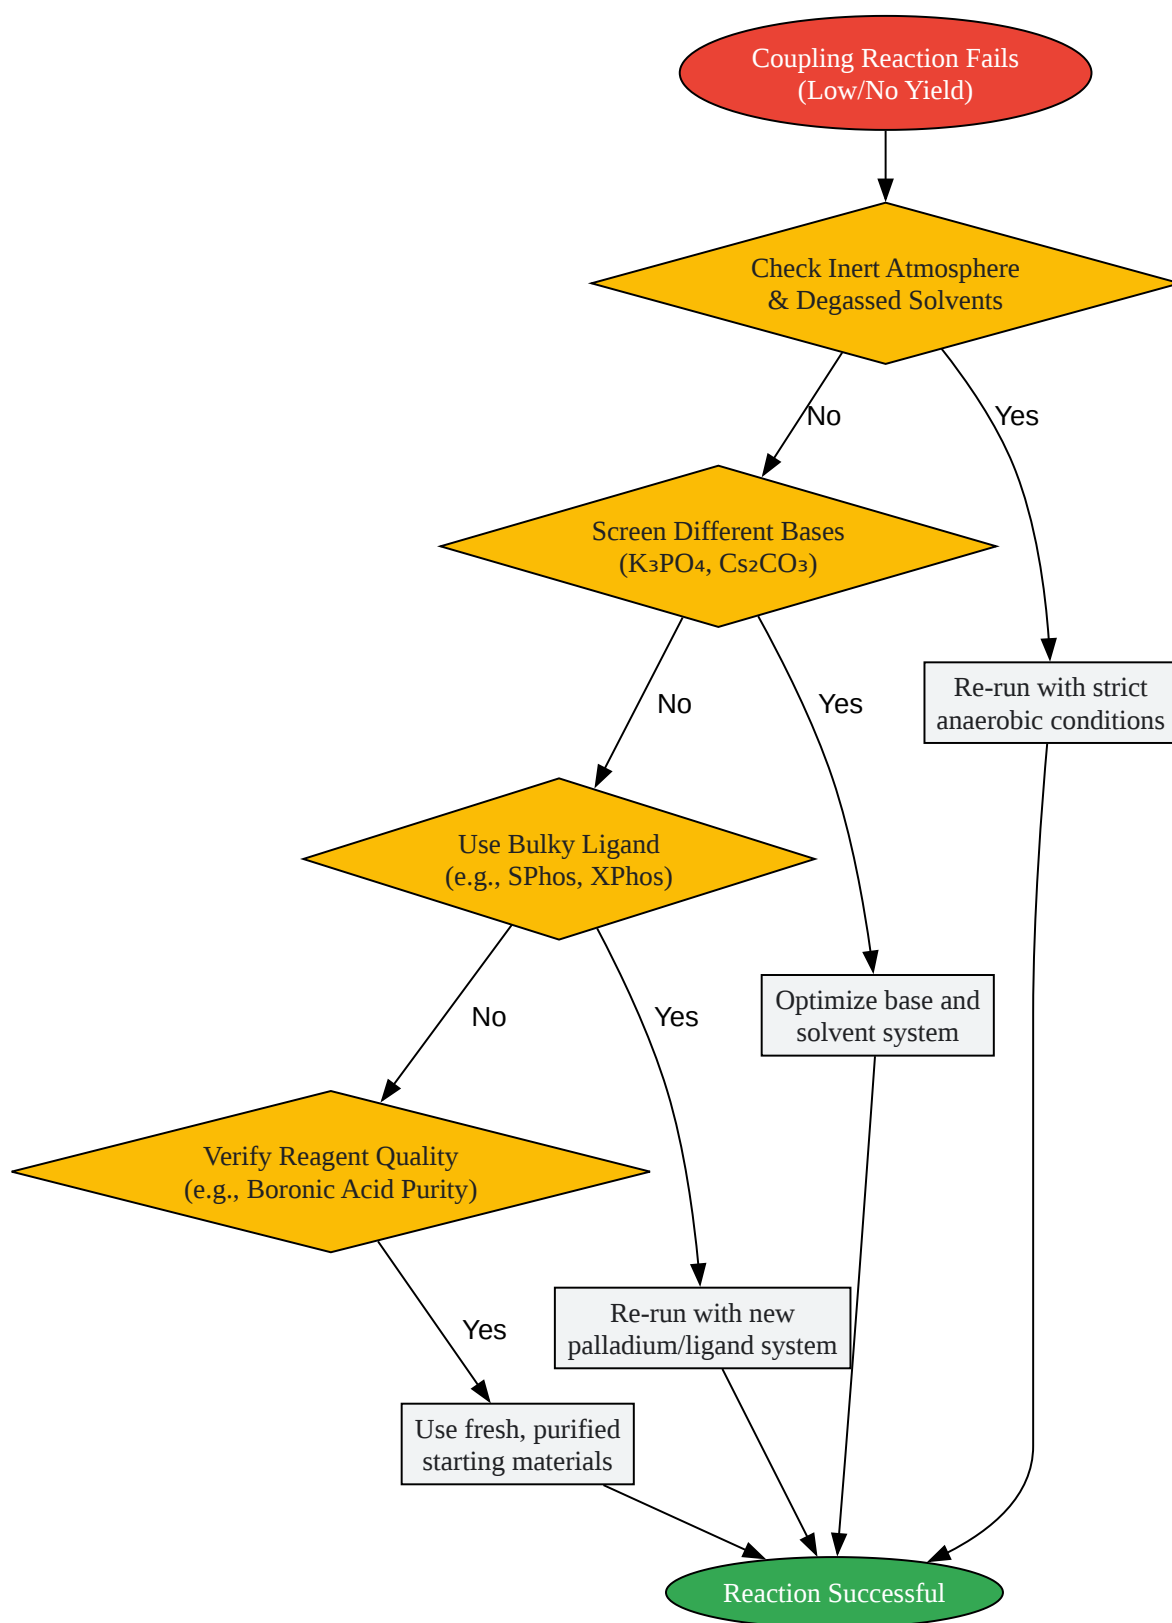 Coupling Reaction Fails
(Low/No Yield)
Check Inert Atmosphere
& Degassed Solvents
No
Yes
Screen Different Bases
(K₃PO₄, Cs₂CO₃)
Re-run with strict
anaerobic conditions
No
Yes
Use Bulky Ligand
(e.g., SPhos, XPhos)
Optimize base and
solvent system
No
Yes
Verify Reagent Quality
(e.g., Boronic Acid Purity)
Re-run with new
palladium/ligand system
Yes
Use fresh, purified
starting materials
Reaction Successful